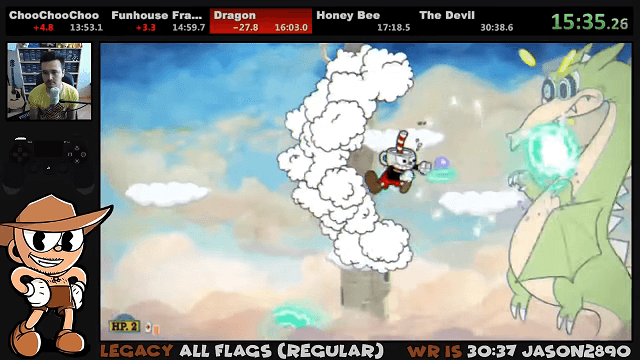 ChooChooChoo Funhouse Fra... Dragon Honey Bee The Devil
+4.8 13:53.1 +3.3 14:59.7 -27.8 16:03.0 17:18.5 30:38.6
15:35.26
HP. 2
LEGACY ALL FLAGS (REGULAR) WR IS 30:37 JASON2890